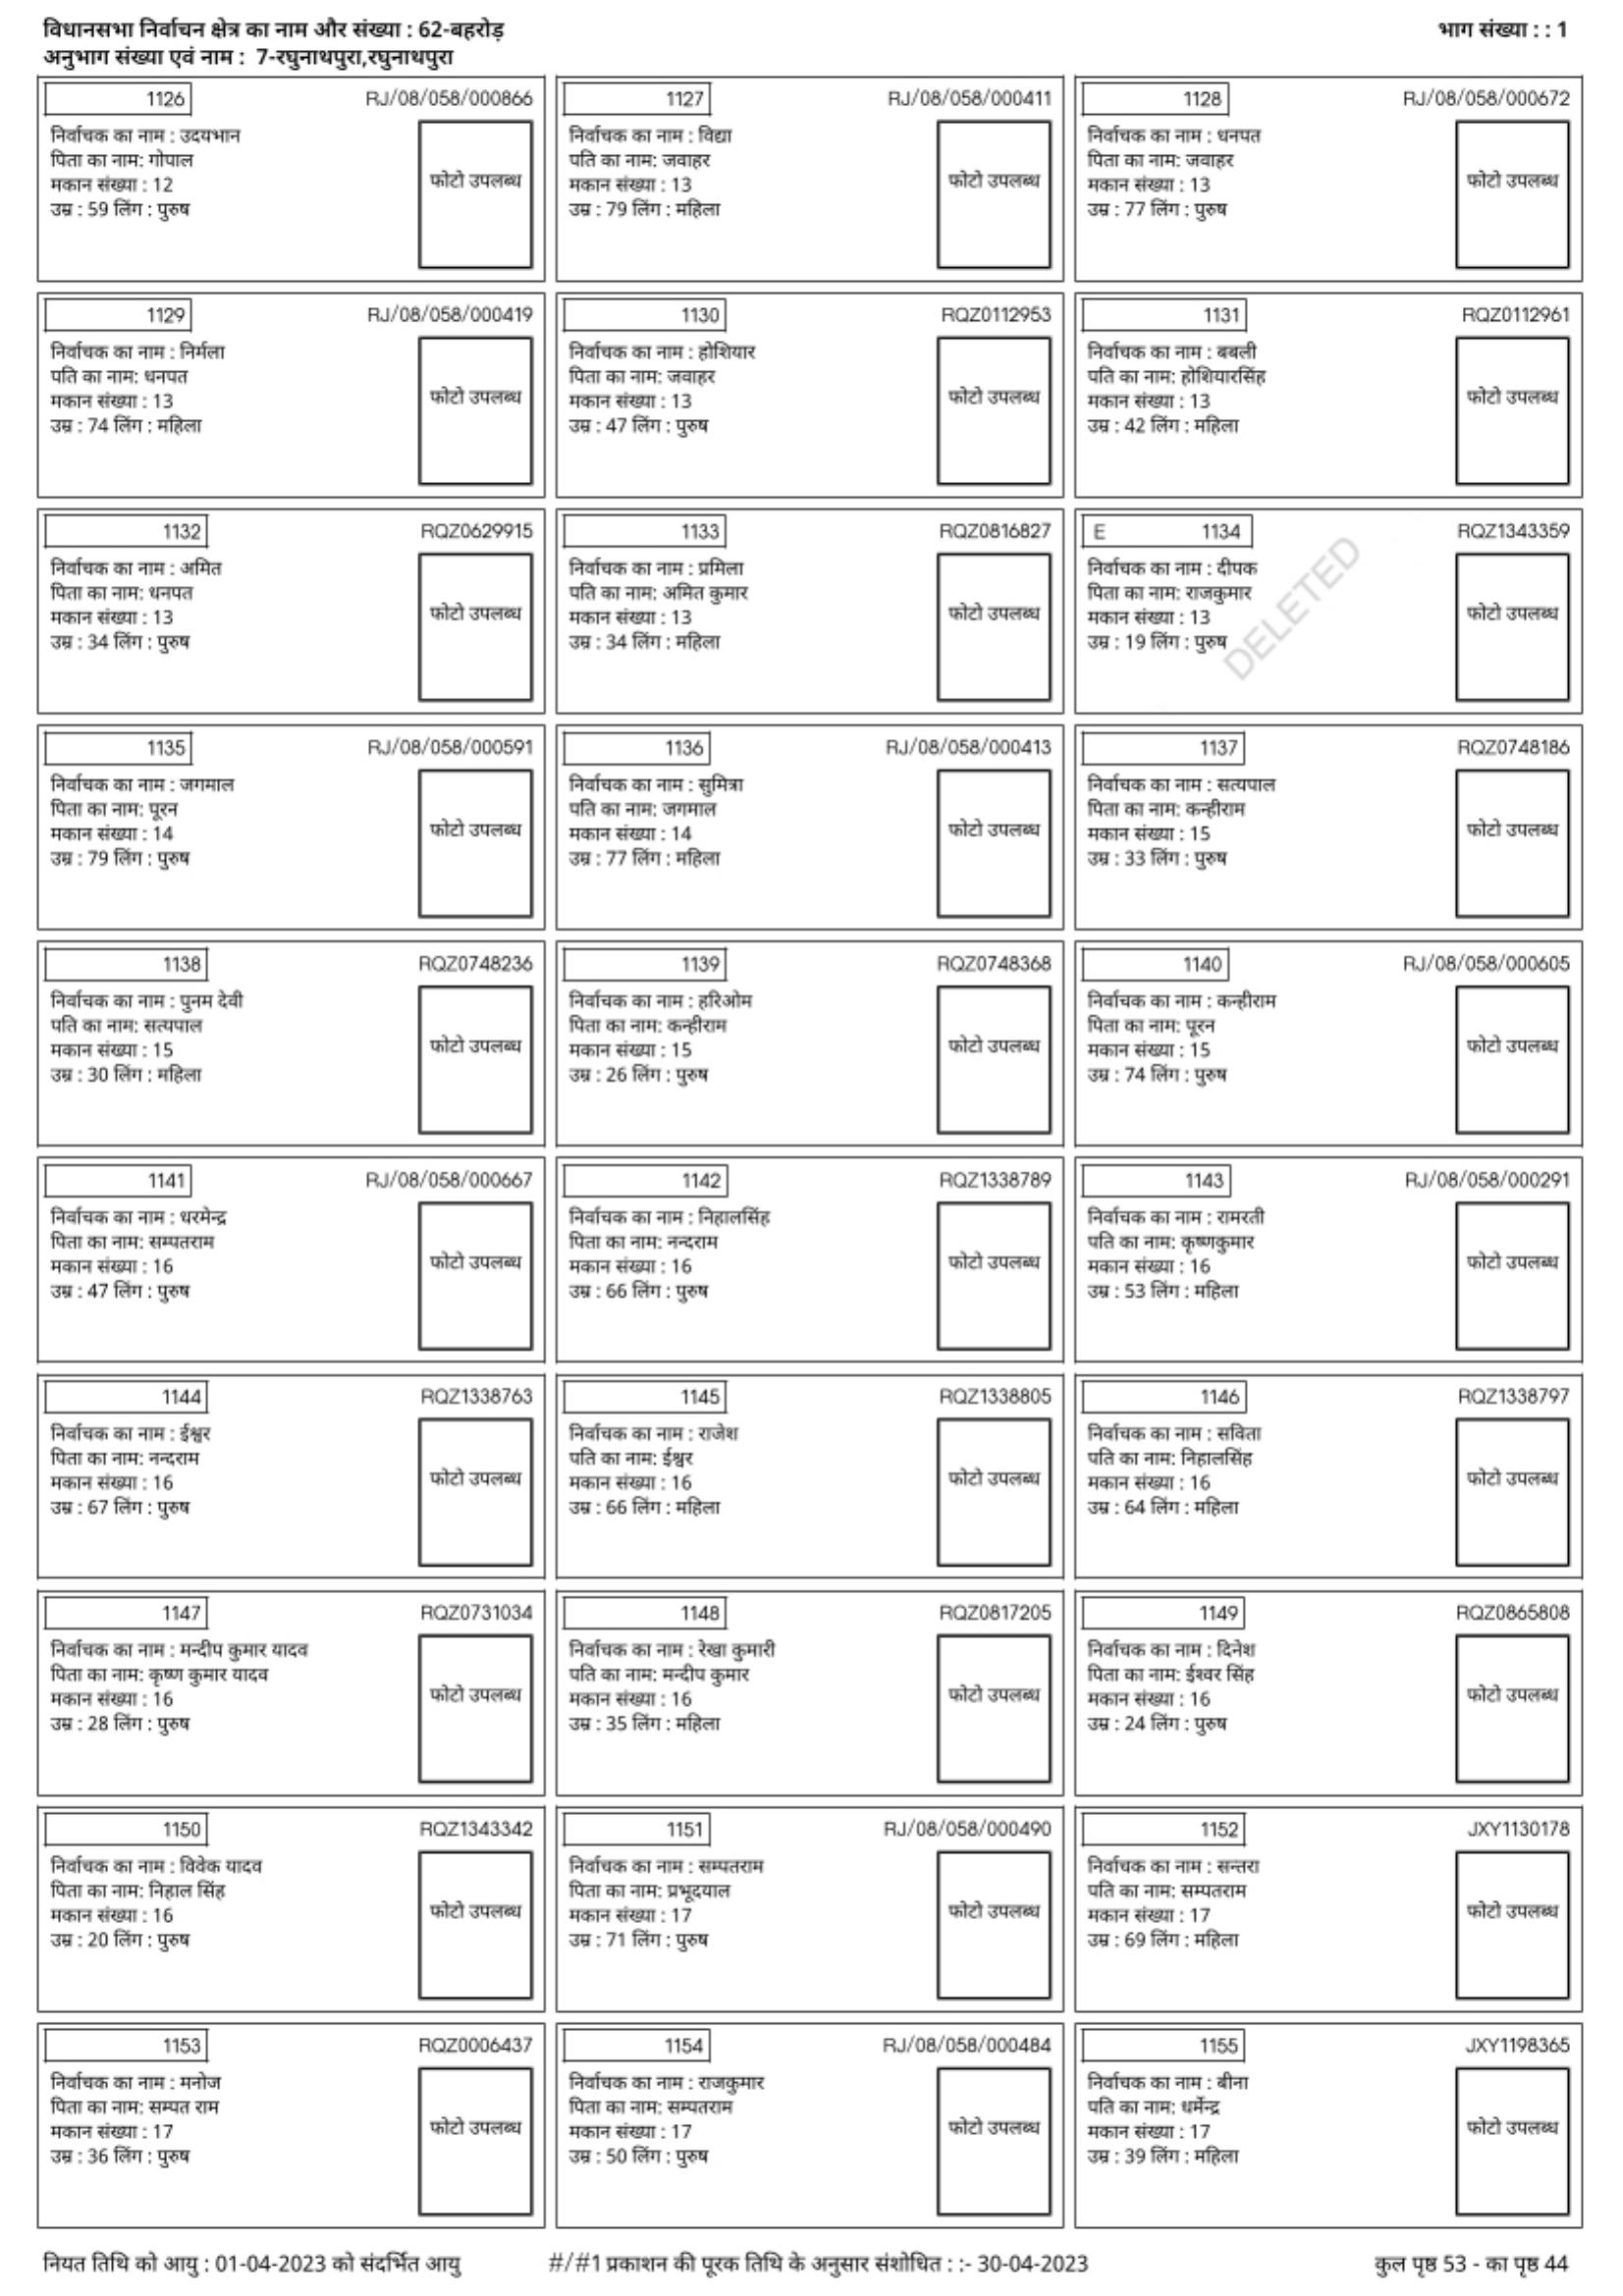 विधानसभा निर्वाचन क्षेत्र का नाम और संख्या : 62-बहरोड़
भाग संख्या : : 1
अनुभाग संख्या एवं नाम : 7-रघुनाथपुरा,रघुनाथपुरा
1126 RJ/08/058/000866
निर्वाचक का नाम : उदयभान
पिता का नाम: गोपाल
मकान संख्या : 12
उम्र : 59 लिंग : पुरुष
फोटो उपलब्ध
1127 RJ/08/058/000411
निर्वाचक का नाम : विद्या
पति का नाम: जवाहर
मकान संख्या : 13
उम्र : 79 लिंग : महिला
फोटो उपलब्ध
1128 RJ/08/058/000672
निर्वाचक का नाम : धनपत
पिता का नाम: जवाहर
मकान संख्या : 13
उम्र : 77 लिंग : पुरुष
फोटो उपलब्ध
1129 RJ/08/058/000419
निर्वाचक का नाम : निर्मला
पति का नाम: धनपत
मकान संख्या : 13
उम्र : 74 लिंग : महिला
फोटो उपलब्ध
1130 RQZ0112953
निर्वाचक का नाम : होशियार
पिता का नाम: जवाहर
मकान संख्या : 13
उम्र : 47 लिंग : पुरुष
फोटो उपलब्ध
1131 RQZ0112961
निर्वाचक का नाम : बबली
पति का नाम: होशियारसिंह
मकान संख्या : 13
उम्र : 42 लिंग : महिला
फोटो उपलब्ध
1132 RQZ0629915
निर्वाचक का नाम : अमित
पिता का नाम: धनपत
मकान संख्या : 13
उम्र : 34 लिंग : पुरुष
फोटो उपलब्ध
1133 RQZ0816827
निर्वाचक का नाम : प्रमिला
पति का नाम: अमित कुमार
मकान संख्या : 13
उम्र : 34 लिंग : महिला
फोटो उपलब्ध
E 1134 RQZ1343359
निर्वाचक का नाम : दीपक
पिता का नाम: राजकुमार
मकान संख्या : 13
उम्र : 19 लिंग : पुरुष
DELETED
फोटो उपलब्ध
1135 RJ/08/058/000591
निर्वाचक का नाम : जगमाल
पिता का नाम: पूरन
मकान संख्या : 14
उम्र : 79 लिंग : पुरुष
फोटो उपलब्ध
1136 RJ/08/058/000413
निर्वाचक का नाम : सुमित्रा
पति का नाम: जगमाल
मकान संख्या : 14
उम्र : 77 लिंग : महिला
फोटो उपलब्ध
1137 RQZ0748186
निर्वाचक का नाम : सत्यपाल
पिता का नाम: कन्हीराम
मकान संख्या : 15
उम्र : 33 लिंग : पुरुष
फोटो उपलब्ध
1138 RQZ0748236
निर्वाचक का नाम : पुनम देवी
पति का नाम: सत्यपाल
मकान संख्या : 15
उम्र : 30 लिंग : महिला
फोटो उपलब्ध
1139 RQZ0748368
निर्वाचक का नाम : हरिओम
पिता का नाम: कन्हीराम
मकान संख्या : 15
उम्र : 26 लिंग : पुरुष
फोटो उपलब्ध
1140 RJ/08/058/000605
निर्वाचक का नाम : कन्हीराम
पिता का नाम: पूरन
मकान संख्या : 15
उम्र : 74 लिंग : पुरुष
फोटो उपलब्ध
1141 RJ/08/058/000667
निर्वाचक का नाम : धरमेन्द्र
पिता का नाम: सम्पतराम
मकान संख्या : 16
उम्र : 47 लिंग : पुरुष
फोटो उपलब्ध
1142 RQZ1338789
निर्वाचक का नाम : निहालसिंह
पिता का नाम: नन्दराम
मकान संख्या : 16
उम्र : 66 लिंग : पुरुष
फोटो उपलब्ध
1143 RJ/08/058/000291
निर्वाचक का नाम : रामरती
पति का नाम: कृष्णकुमार
मकान संख्या : 16
उम्र : 53 लिंग : महिला
फोटो उपलब्ध
1144 RQZ1338763
निर्वाचक का नाम : ईश्वर
पिता का नाम: नन्दराम
मकान संख्या : 16
उम्र : 67 लिंग : पुरुष
फोटो उपलब्ध
1145 RQZ1338805
निर्वाचक का नाम : राजेश
पति का नाम: ईश्वर
मकान संख्या : 16
उम्र : 66 लिंग : महिला
फोटो उपलब्ध
1146 RQZ1338797
निर्वाचक का नाम : सविता
पति का नाम: निहालसिंह
मकान संख्या : 16
उम्र : 64 लिंग : महिला
फोटो उपलब्ध
1147 RQZ0731034
निर्वाचक का नाम : मन्दीप कुमार यादव
पिता का नाम: कृष्ण कुमार यादव
मकान संख्या : 16
उम्र : 28 लिंग : पुरुष
फोटो उपलब्ध
1148 RQZ0817205
निर्वाचक का नाम : रेखा कुमारी
पति का नाम: मन्दीप कुमार
मकान संख्या : 16
उम्र : 35 लिंग : महिला
फोटो उपलब्ध
1149 RQZ0865808
निर्वाचक का नाम : दिनेश
पिता का नाम: ईश्वर सिंह
मकान संख्या : 16
उम्र : 24 लिंग : पुरुष
फोटो उपलब्ध
1150 RQZ1343342
निर्वाचक का नाम : विवेक यादव
पिता का नाम: निहाल सिंह
मकान संख्या : 16
उम्र : 20 लिंग : पुरुष
फोटो उपलब्ध
1151 RJ/08/058/000490
निर्वाचक का नाम : सम्पतराम
पिता का नाम: प्रभूदयाल
मकान संख्या : 17
उम्र : 71 लिंग : पुरुष
फोटो उपलब्ध
1152 JXY1130178
निर्वाचक का नाम : सन्तरा
पति का नाम: सम्पतराम
मकान संख्या : 17
उम्र : 69 लिंग : महिला
फोटो उपलब्ध
1153 RQZ0006437
निर्वाचक का नाम : मनोज
पिता का नाम: सम्पत राम
मकान संख्या : 17
उम्र : 36 लिंग : पुरुष
फोटो उपलब्ध
1154 RJ/08/058/000484
निर्वाचक का नाम : राजकुमार
पिता का नाम: सम्पतराम
मकान संख्या : 17
उम्र : 50 लिंग : पुरुष
फोटो उपलब्ध
1155 JXY1198365
निर्वाचक का नाम : बीना
पति का नाम: धर्मेन्द्र
मकान संख्या : 17
उम्र : 39 लिंग : महिला
फोटो उपलब्ध
नियत तिथि को आयु : 01-04-2023 को संदर्भित आयु
#/#1 प्रकाशन की पूरक तिथि के अनुसार संशोधित : :- 30-04-2023
कुल पृष्ठ 53 - का पृष्ठ 44